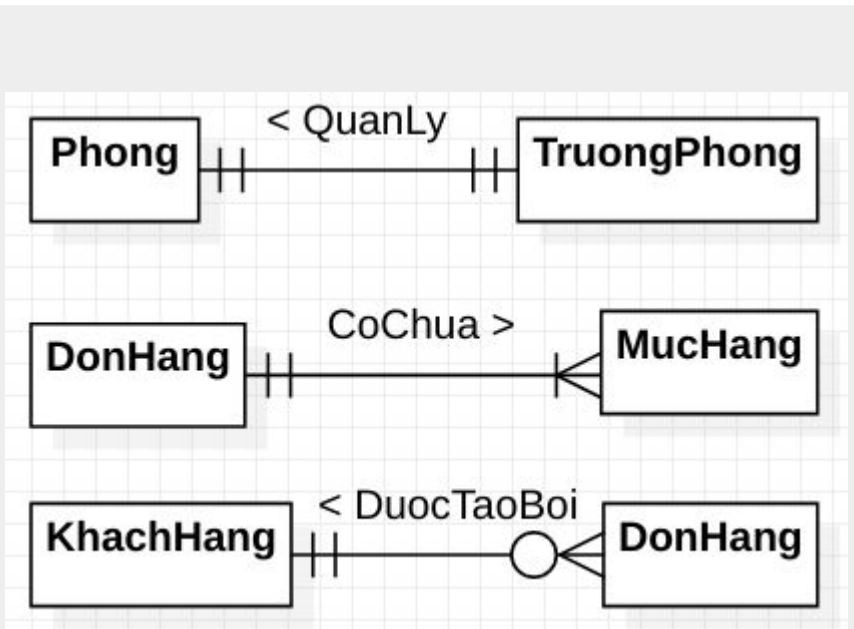 < QuanLy
Phong
TruongPhong
CoChua >
DonHang
MucHang
< DuocTaoBoi
KhachHang
DonHang